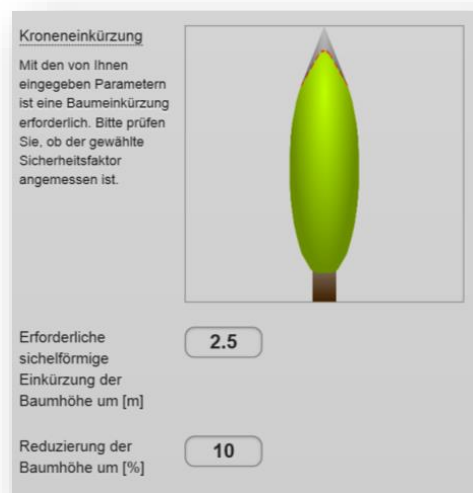 Kroneneinkürzung
Mit den von Ihnen
eingegeben Parametern
ist eine Baumeinkürzung
erforderlich. Bitte prüfen
Sie, ob der gewählte
Sicherheitsfaktor
angemessen ist.
Erforderliche
sichelförmige
Einkürzung der
Baumhöhe um [m]
2.5
Reduzierung der
Baumhöhe um [%]
10